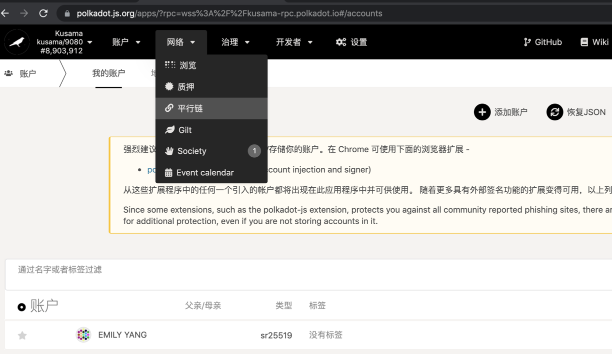 polkadot.js.org/apps/?rpc=wss%3A%2F%2Fkusama-rpc.polkadot.io#/accounts
Kusama
kusama/9080
#8,903,912
账户 网络 治理 开发者 设置 GitHub Wiki
账户 我的账户
浏览
质押
平行链
Gilt
Society 1
Event calendar
添加账户 恢复JSON
强烈建议 存储你的账户。在 Chrome 可使用下面的浏览器扩展 -
po count injection and signer)
从这些扩展程序中的任何一个引入的帐户都将出现在此应用程序中并可供使用。 随着更多具有外部签名功能的扩展变得可用，以上列
Since some extensions, such as the polkadot-js extension, protects you against all community reported phishing sites, there ar
for additional protection, even if you are not storing accounts in it.
通过名字或者标签过滤
账户 父亲/母亲 类型 标签
EMILY YANG sr25519 没有标签